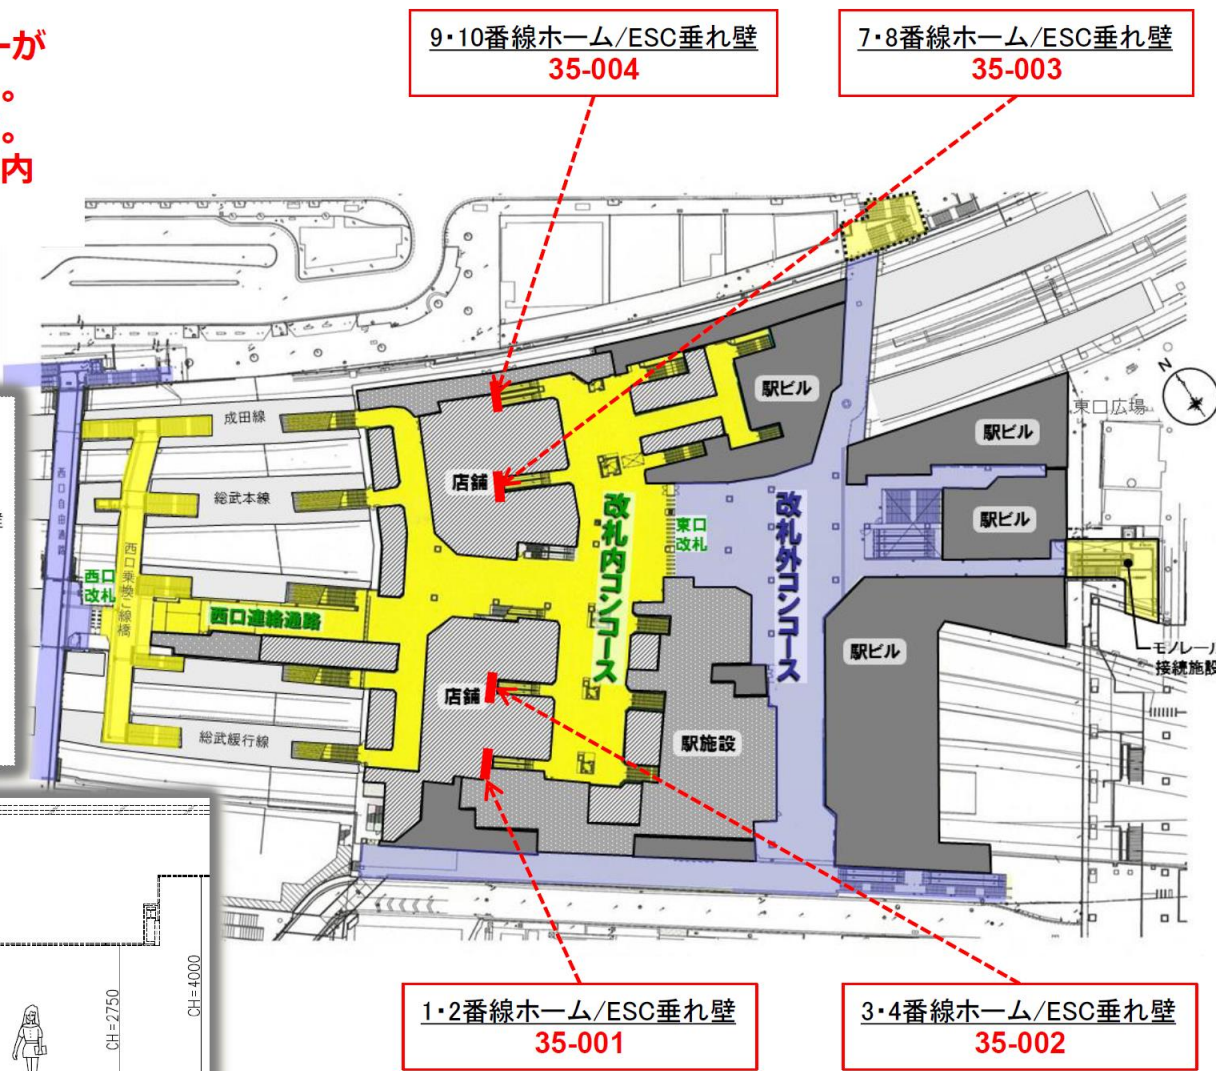 ーが
。
。
内
9・10番線ホーム/ESC垂れ壁
35-004
7・8番線ホーム/ESC垂れ壁
35-003
N
東口広場
駅ビル
駅ビル
駅ビル
駅ビル
成田線
総武本線
総武緩行線
西口自由通路
西口乗換こ線橋
西口
改札
西口連絡通路
店舗
店舗
改札内コンコース
東口
改札
改札外コンコース
駅施設
モノレール
接続施設
CH=2750
CH=4000
1・2番線ホーム/ESC垂れ壁
35-001
3・4番線ホーム/ESC垂れ壁
35-002